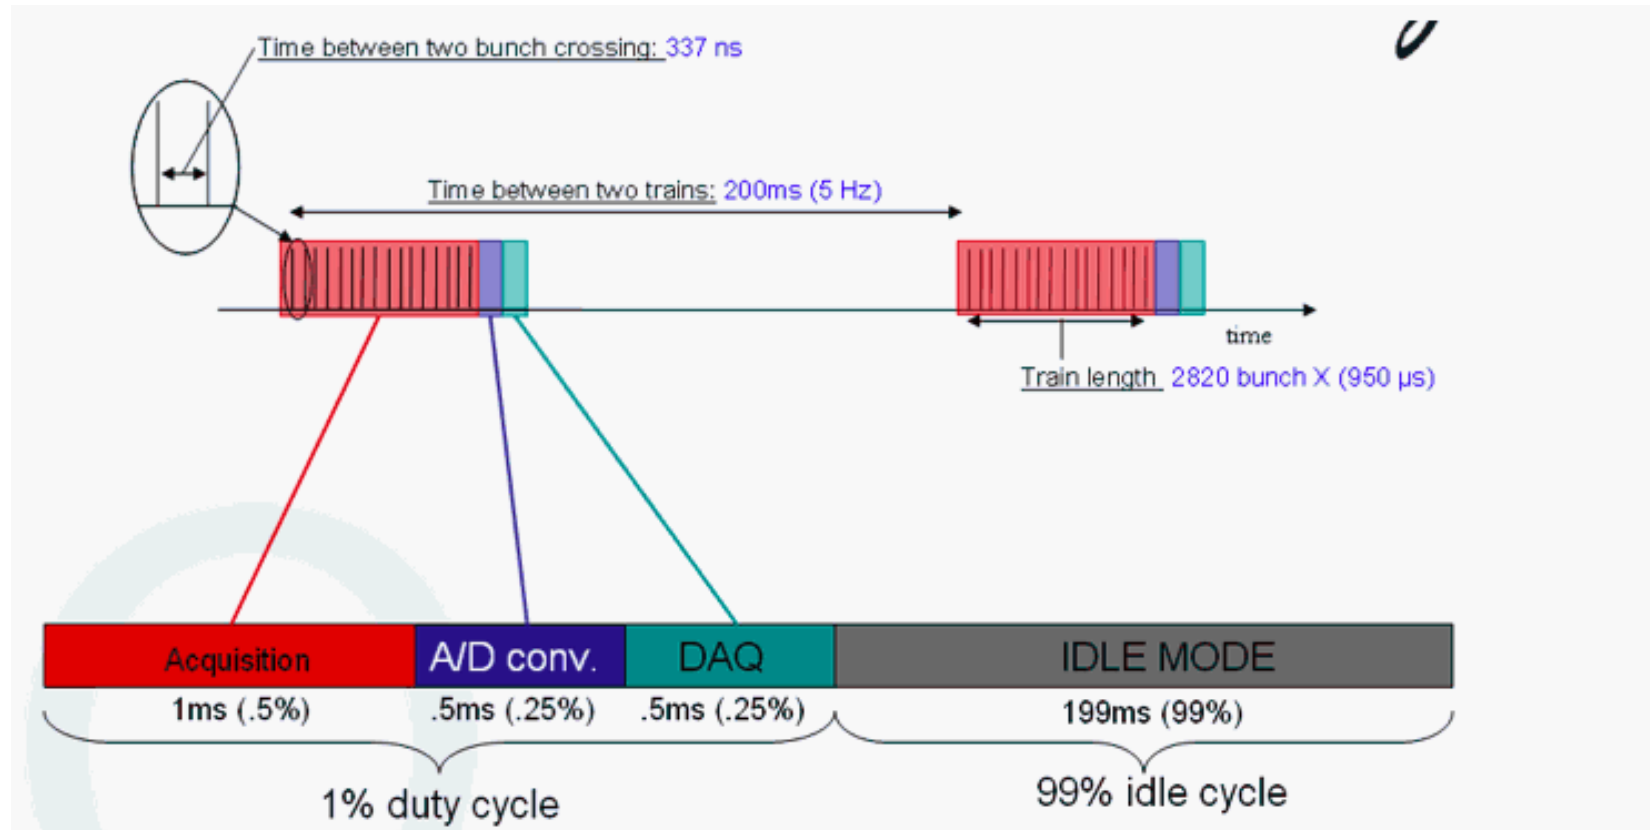 Time between two bunch crossing: 337 ns
Time between two trains: 200ms (5 Hz)
time
Train length 2820 bunch X (950 µs)
Acquisition A/D conv. DAQ IDLE MODE
1ms (.5%) .5ms (.25%) .5ms (.25%) 199ms (99%)
1% duty cycle 99% idle cycle